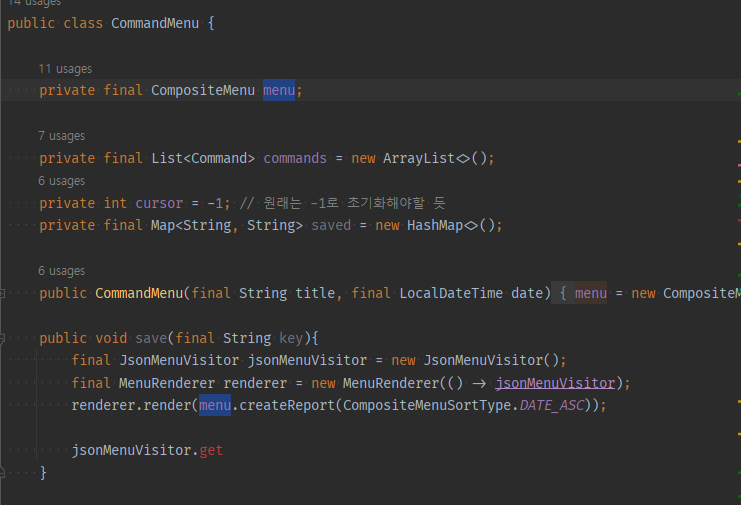 14 usages
public class CommandMenu {
11 usages
private final CompositeMenu menu;
7 usages
private final List<Command> commands = new ArrayList<>();
6 usages
private int cursor = -1; // 원래는 -1로 초기화해야할 듯
private final Map<String, String> saved = new HashMap<>();
6 usages
public CommandMenu(final String title, final LocalDateTime date) { menu = new CompositeM
public void save(final String key){
final JsonMenuVisitor jsonMenuVisitor = new JsonMenuVisitor();
final MenuRenderer renderer = new MenuRenderer(() -> jsonMenuVisitor);
renderer.render(menu.createReport(CompositeMenuSortType.DATE_ASC));
jsonMenuVisitor.get
}